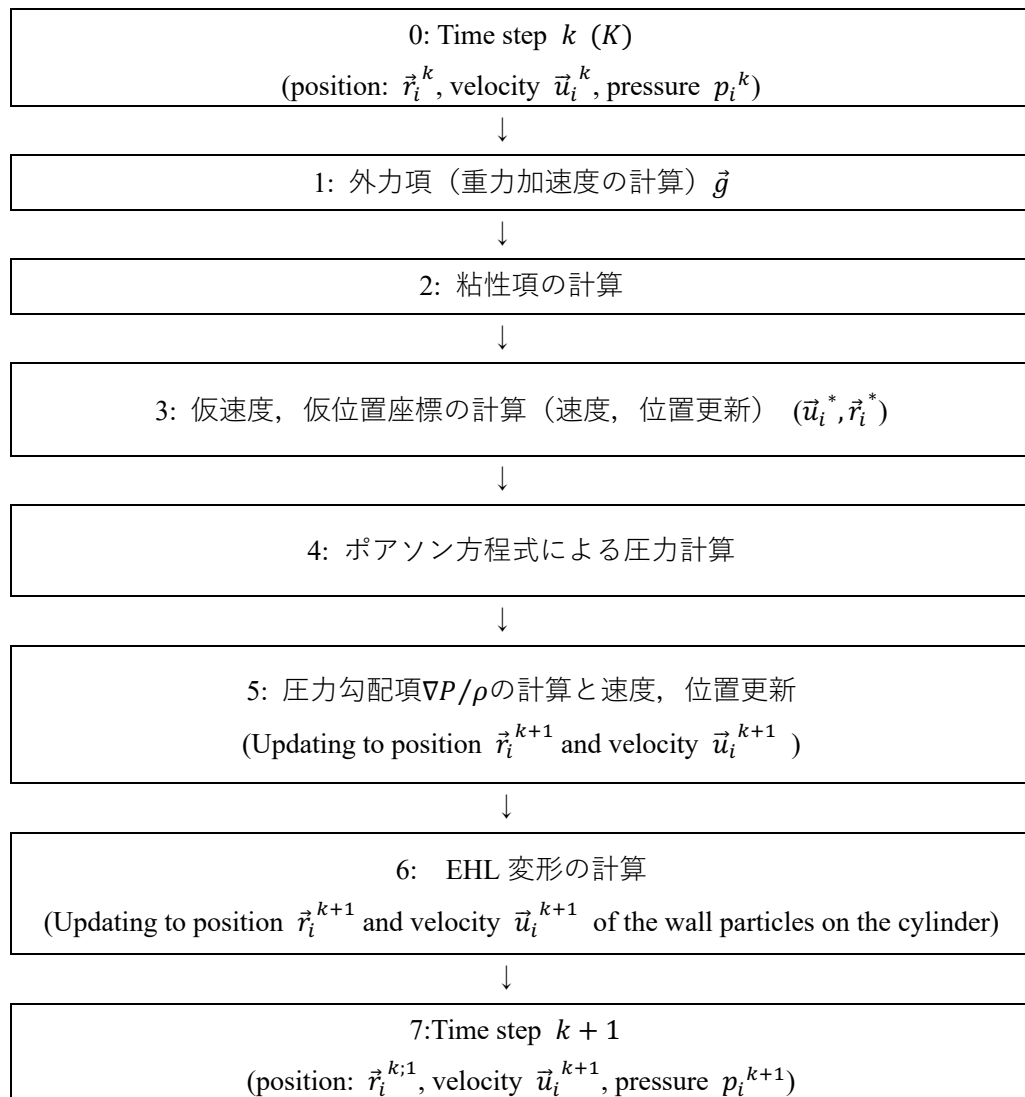 0: Time step k (K)
(position: r⃗ᵢᵏ, velocity u⃗ᵢᵏ, pressure pᵢᵏ)
↓
1: 外力項（重力加速度の計算）g⃗
↓
2: 粘性項の計算
↓
3: 仮速度，仮位置座標の計算（速度，位置更新） (u⃗ᵢ*, r⃗ᵢ*)
↓
4: ポアソン方程式による圧力計算
↓
5: 圧力勾配項∇P/ρの計算と速度，位置更新
(Updating to position r⃗ᵢᵏ⁺¹ and velocity u⃗ᵢᵏ⁺¹ )
↓
6: EHL 変形の計算
(Updating to position r⃗ᵢᵏ⁺¹ and velocity u⃗ᵢᵏ⁺¹ of the wall particles on the cylinder)
↓
7:Time step k + 1
(position: r⃗ᵢ^{k;1}, velocity u⃗ᵢᵏ⁺¹, pressure pᵢᵏ⁺¹)